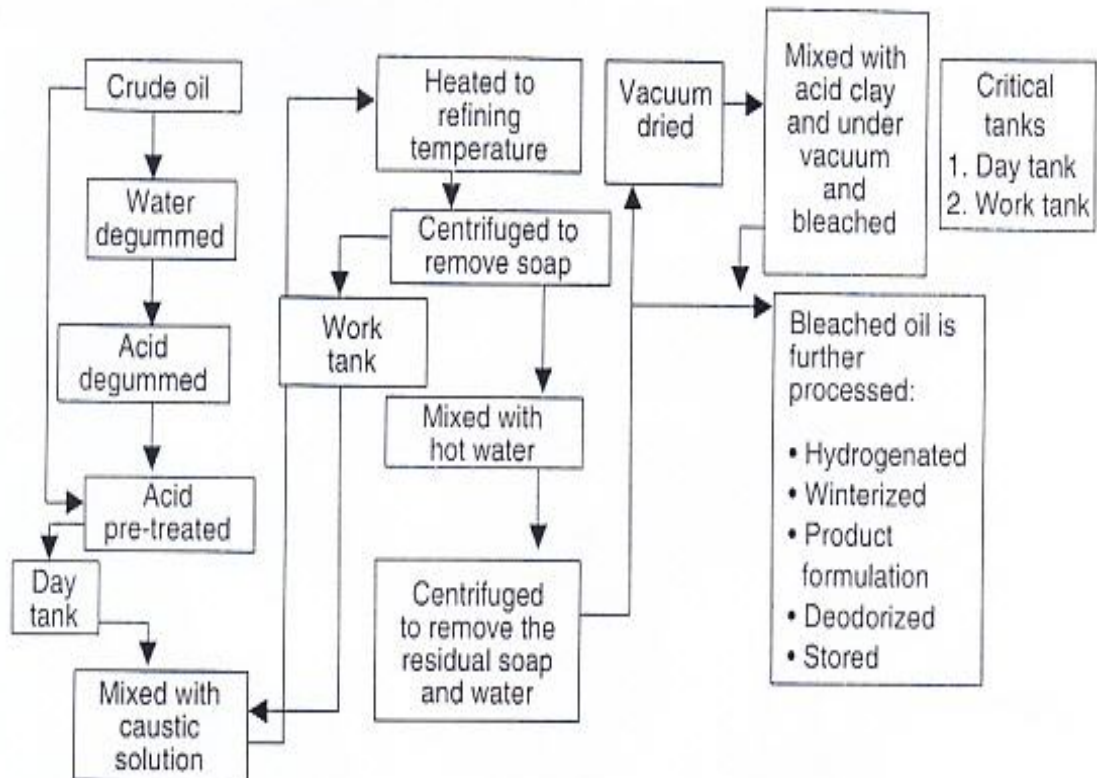 Crude oil
Water
degummed
Acid
degummed
Acid
pre-treated
Day
tank
Mixed with
caustic
solution
Heated to
refining
temperature
Centrifuged to
remove soap
Work
tank
Mixed with
hot water
Centrifuged
to remove the
residual soap
and water
Vacuum
dried
Mixed with
acid clay
and under
vacuum
and
bleached
Critical
tanks
1. Day tank
2. Work tank
Bleached oil is
further
processed:
• Hydrogenated
• Winterized
• Product
formulation
• Deodorized
• Stored